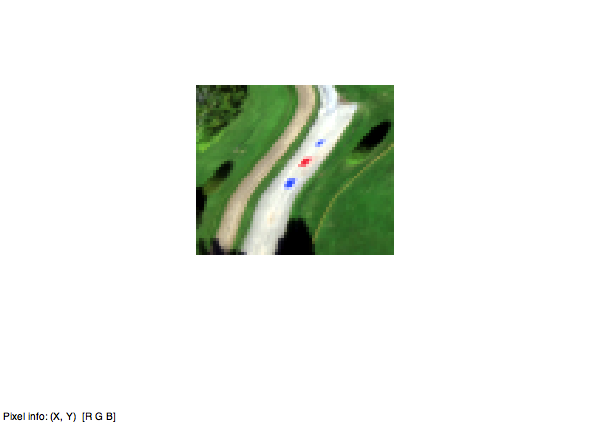 Pixel info: (X, Y)  [R G B]